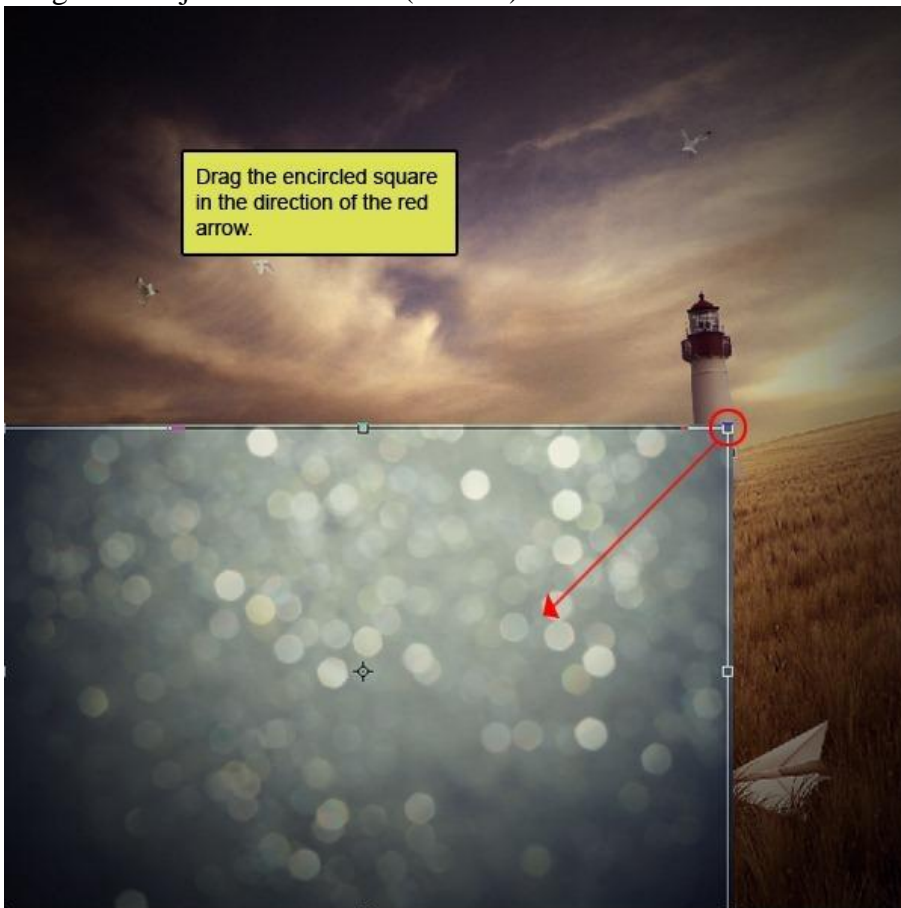 Drag the encircled square
in the direction of the red
arrow.